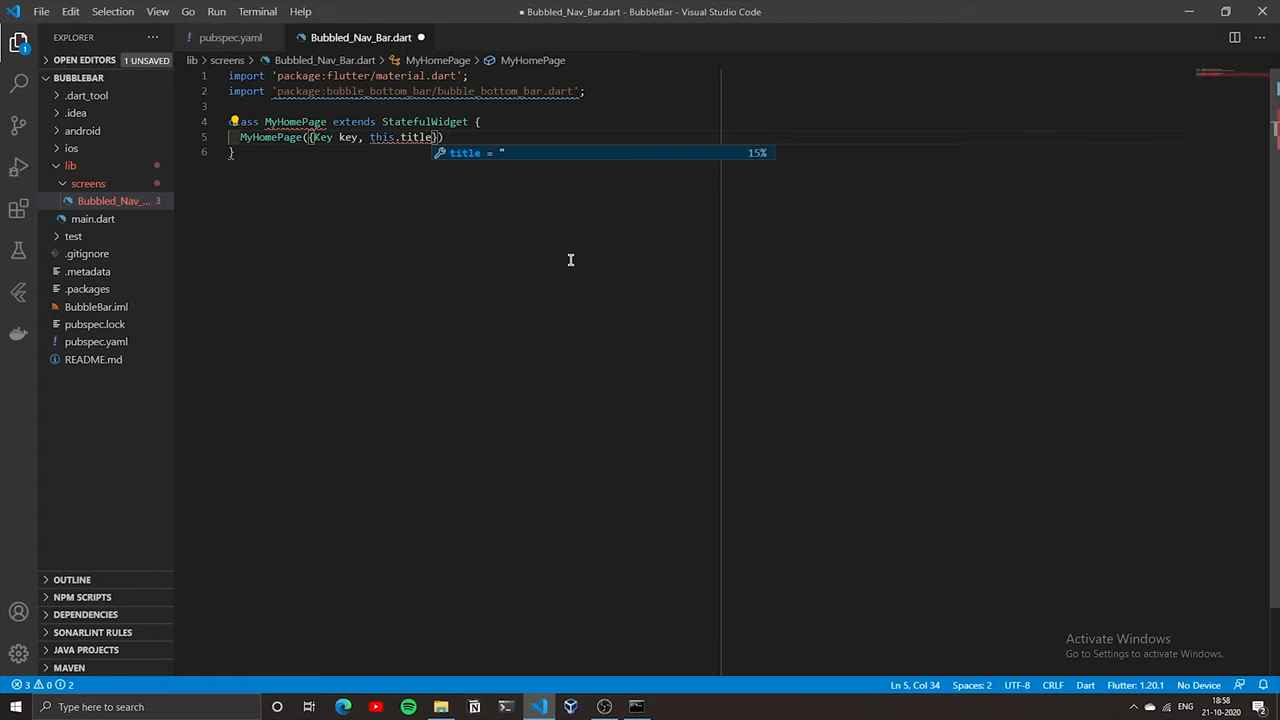 File Edit Selection View Go Run Terminal Help
● Bubbled_Nav_Bar.dart - BubbleBar - Visual Studio Code
EXPLORER
pubspec.yaml
Bubbled_Nav_Bar.dart
OPEN EDITORS 1 UNSAVED
lib > screens > Bubbled_Nav_Bar.dart > MyHomePage > MyHomePage
BUBBLEBAR
.dart_tool
.idea
android
ios
lib
screens
Bubbled_Nav_... 3
main.dart
test
.gitignore
.metadata
.packages
BubbleBar.iml
pubspec.lock
pubspec.yaml
README.md
1 import 'package:flutter/material.dart';
2 import 'package:bubble_bottom_bar/bubble_bottom_bar.dart';
3
4 class MyHomePage extends StatefulWidget {
5 MyHomePage({Key key, this.title})
6 }
title = " 15%
OUTLINE
NPM SCRIPTS
DEPENDENCIES
SONARLINT RULES
JAVA PROJECTS
MAVEN
Activate Windows
Go to Settings to activate Windows.
3 0 2
Ln 5, Col 34 Spaces: 2 UTF-8 CRLF Dart Flutter: 1.20.1 No Device
Type here to search
ENG
18:58
21-10-2020
2